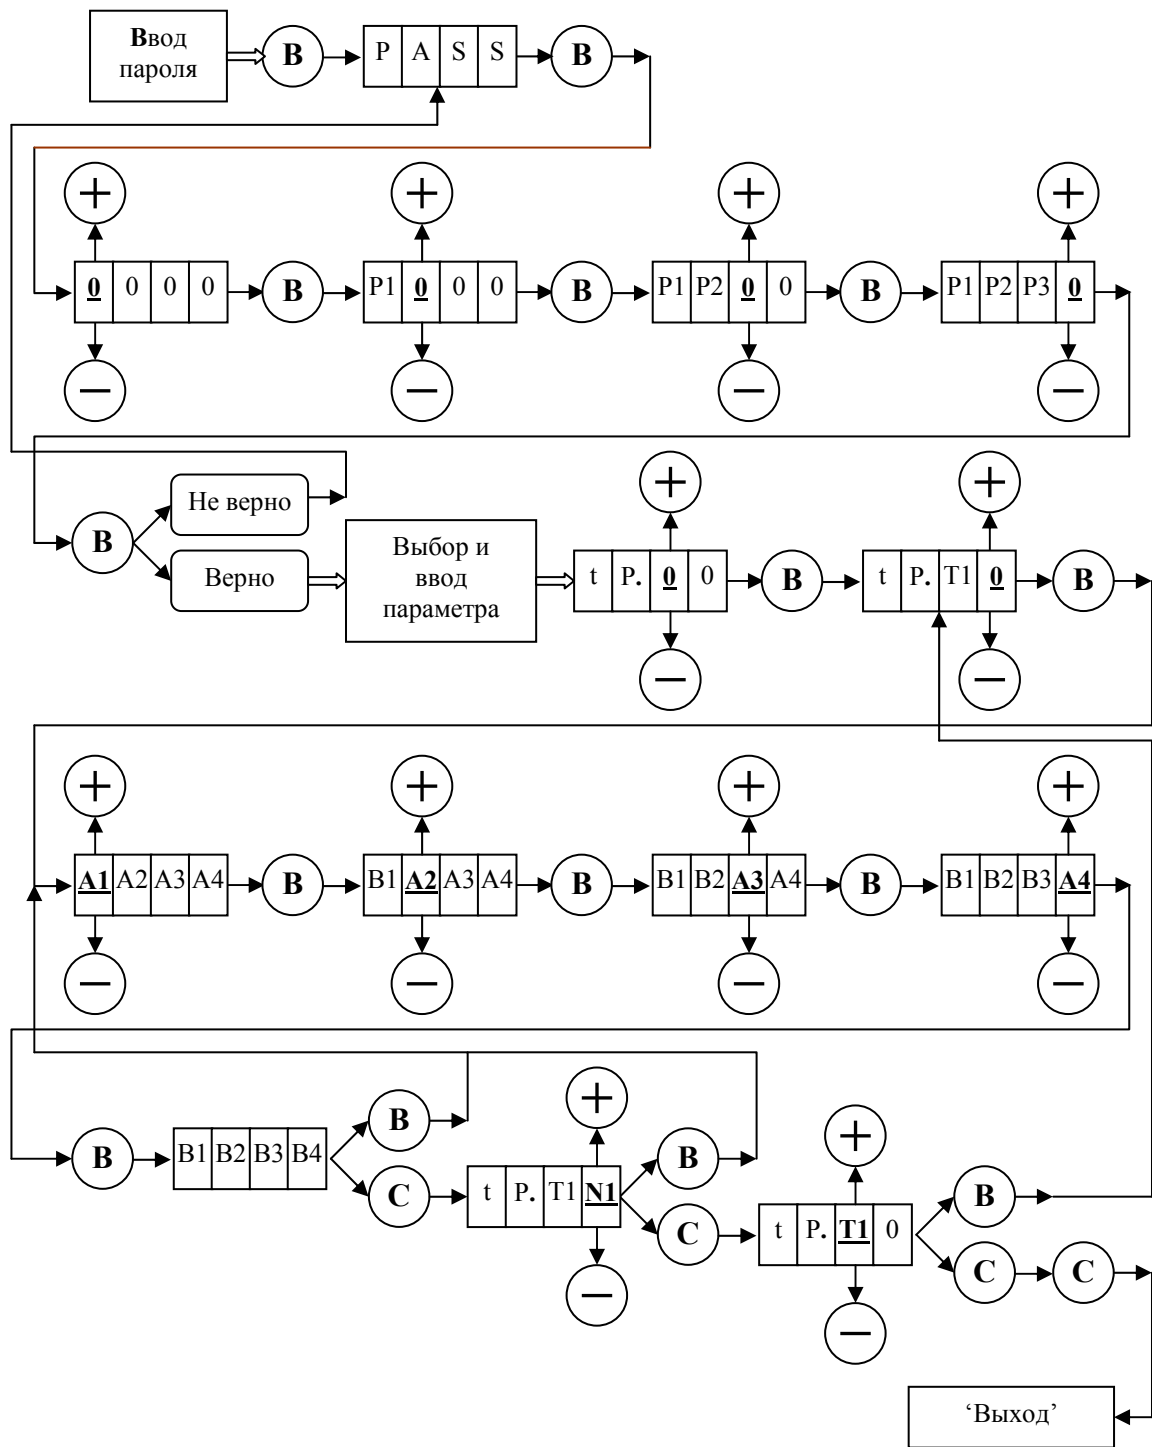 Ввод
пароля
В P A S S В
+ + + +
0 0 0 0 В P1 0 0 0 В P1 P2 0 0 В P1 P2 P3 0
− − − −
Не верно
В
Верно
Выбор и
ввод
параметра
+ +
t P. 0 0 В t P. T1 0 В
− −
+ + + +
A1 A2 A3 A4 В B1 A2 A3 A4 В B1 B2 A3 A4 В B1 B2 B3 A4
− − − −
В B1 B2 B3 B4
В
С
+
t P. T1 N1
−
В
С
+
t P. T1 0
−
В
С С
‘Выход’